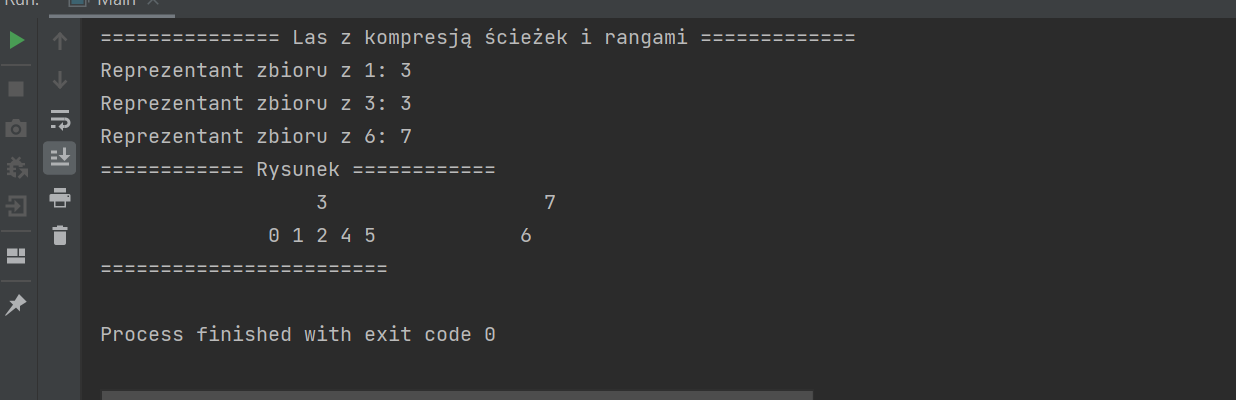 Run: Main
=============== Las z kompresją ścieżek i rangami =============
Reprezentant zbioru z 1: 3
Reprezentant zbioru z 3: 3
Reprezentant zbioru z 6: 7
============ Rysunek ============
                  3                  7
              0 1 2 4 5            6
========================
Process finished with exit code 0